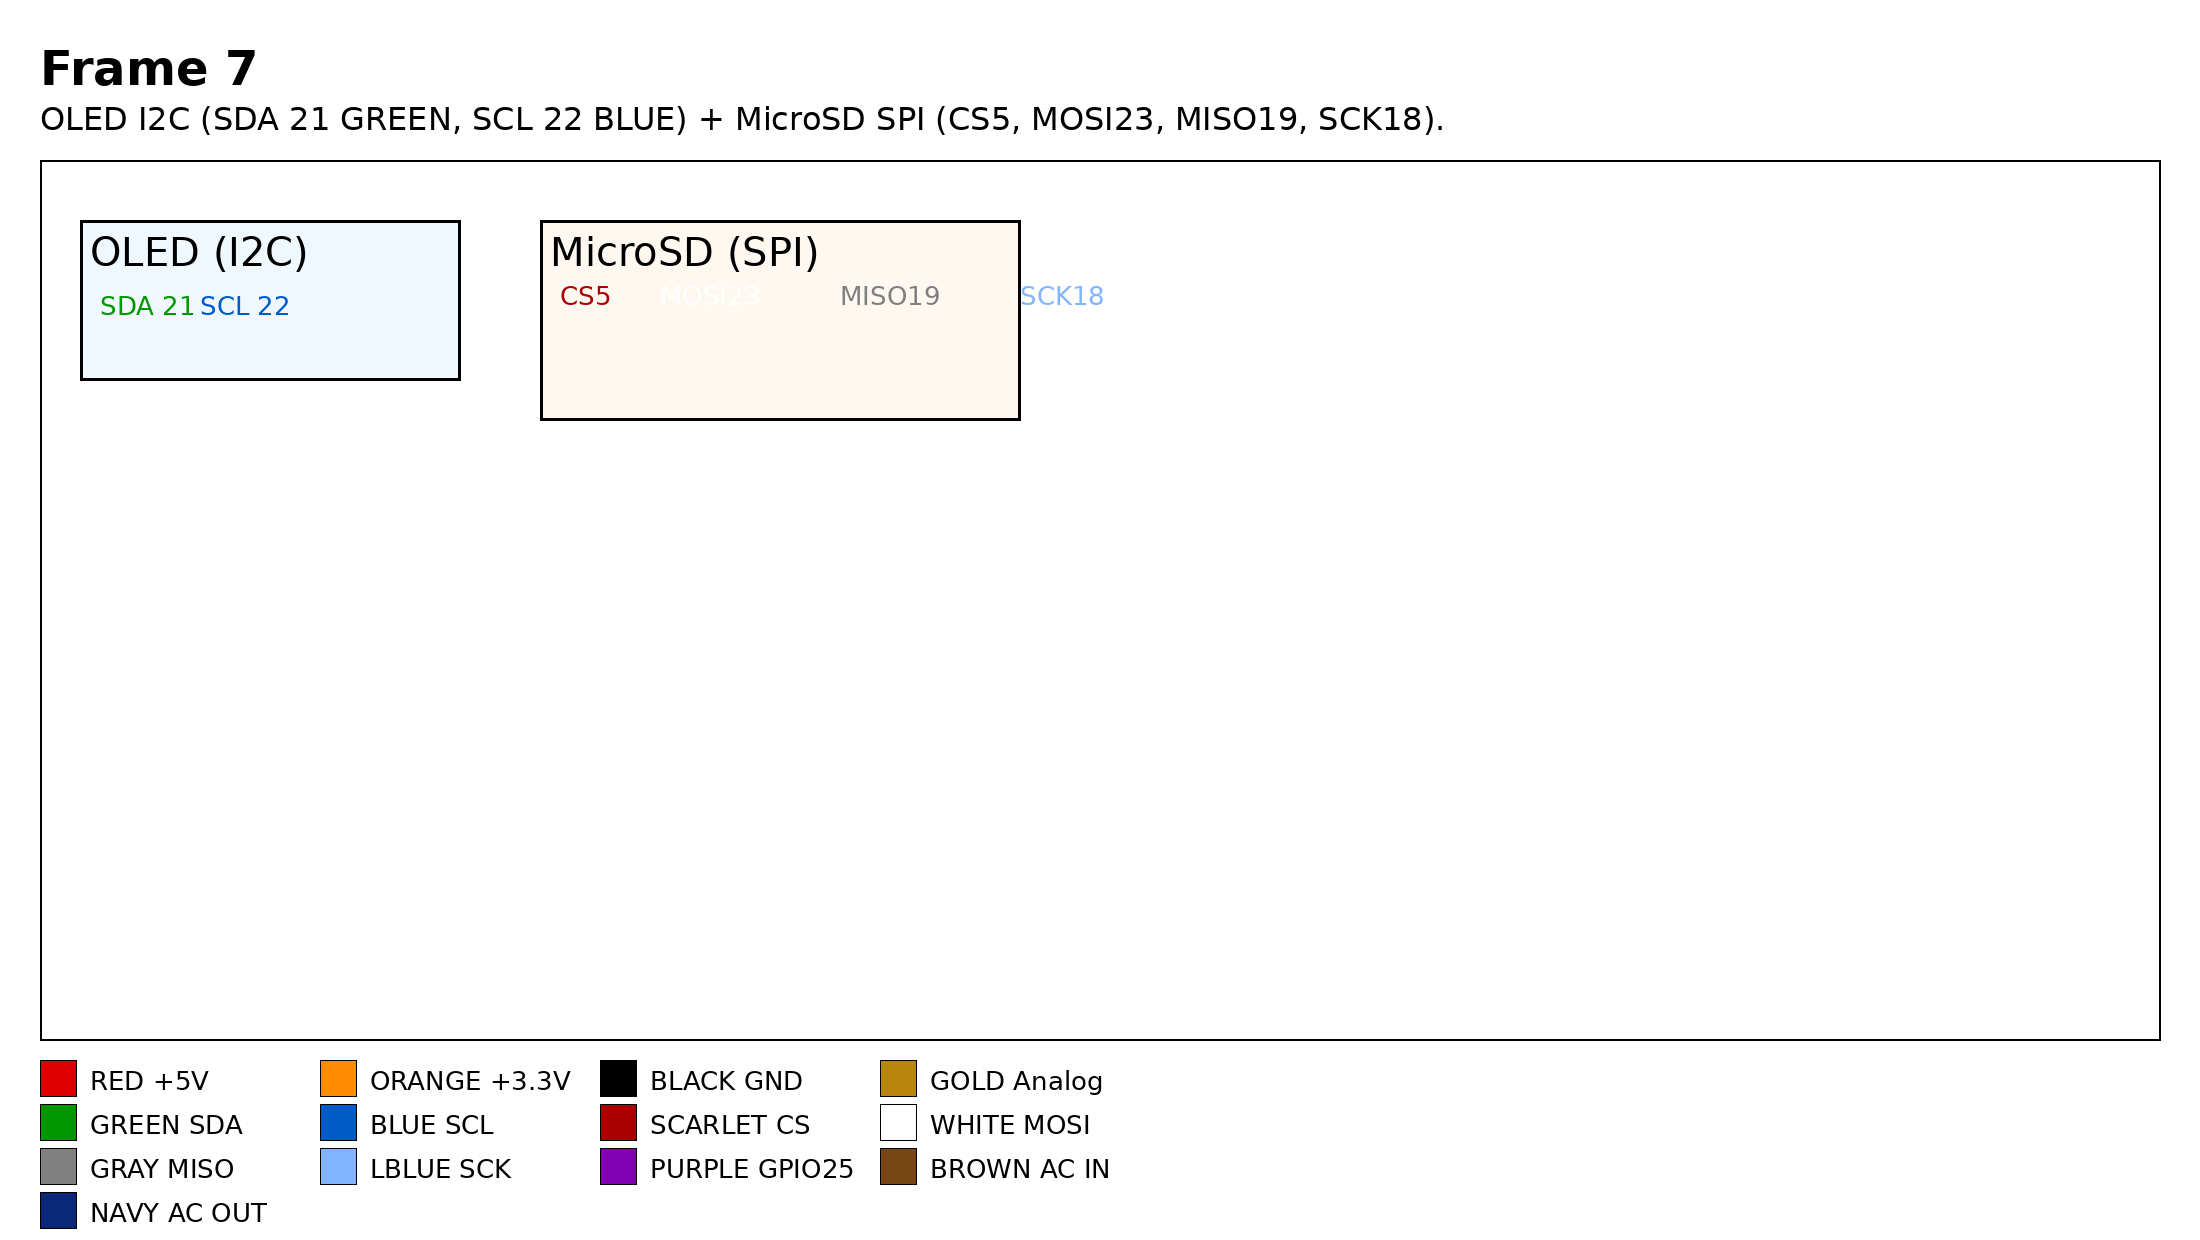 Frame 7
OLED I2C (SDA 21 GREEN, SCL 22 BLUE) + MicroSD SPI (CS5, MOSI23, MISO19, SCK18).
OLED (I2C)
SDA 21 SCL 22
MicroSD (SPI)
CS5 MOSI23 MISO19 SCK18
RED +5V ORANGE +3.3V BLACK GND GOLD Analog
GREEN SDA BLUE SCL SCARLET CS WHITE MOSI
GRAY MISO LBLUE SCK PURPLE GPIO25 BROWN AC IN
NAVY AC OUT